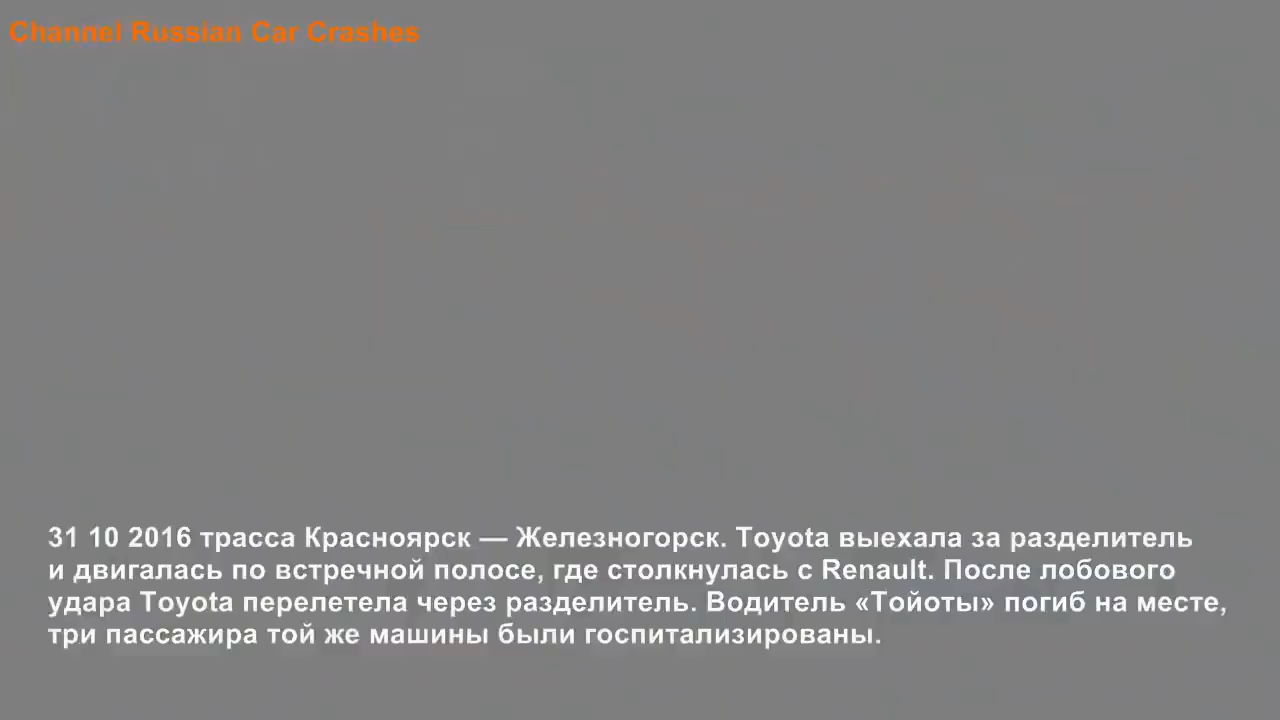 Channel Russian Car Crashes
31 10 2016 трасса Красноярск — Железногорск. Toyota выехала за разделитель
и двигалась по встречной полосе, где столкнулась с Renault. После лобового
удара Toyota перелетела через разделитель. Водитель «Тойоты» погиб на месте,
три пассажира той же машины были госпитализированы.